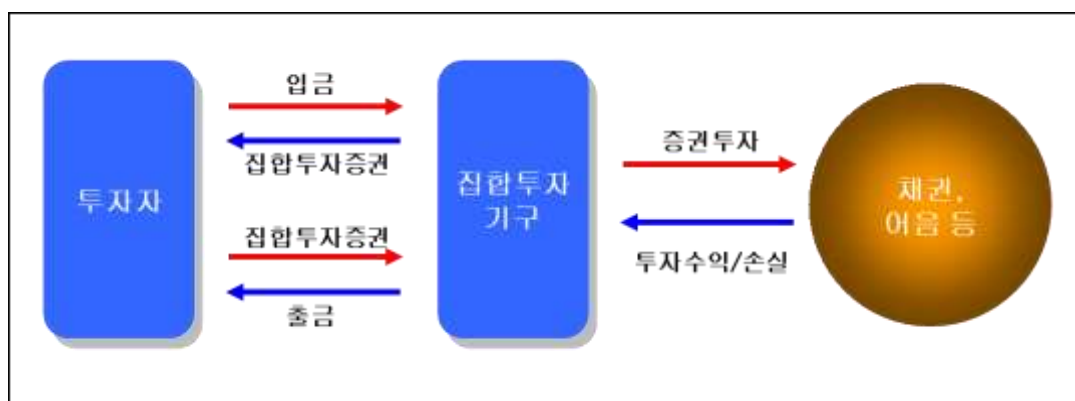 투자자
입금
집합투자증권
집합투자증권
출금
집합투자
기구
증권투자
투자수익/손실
채권,
어음 등